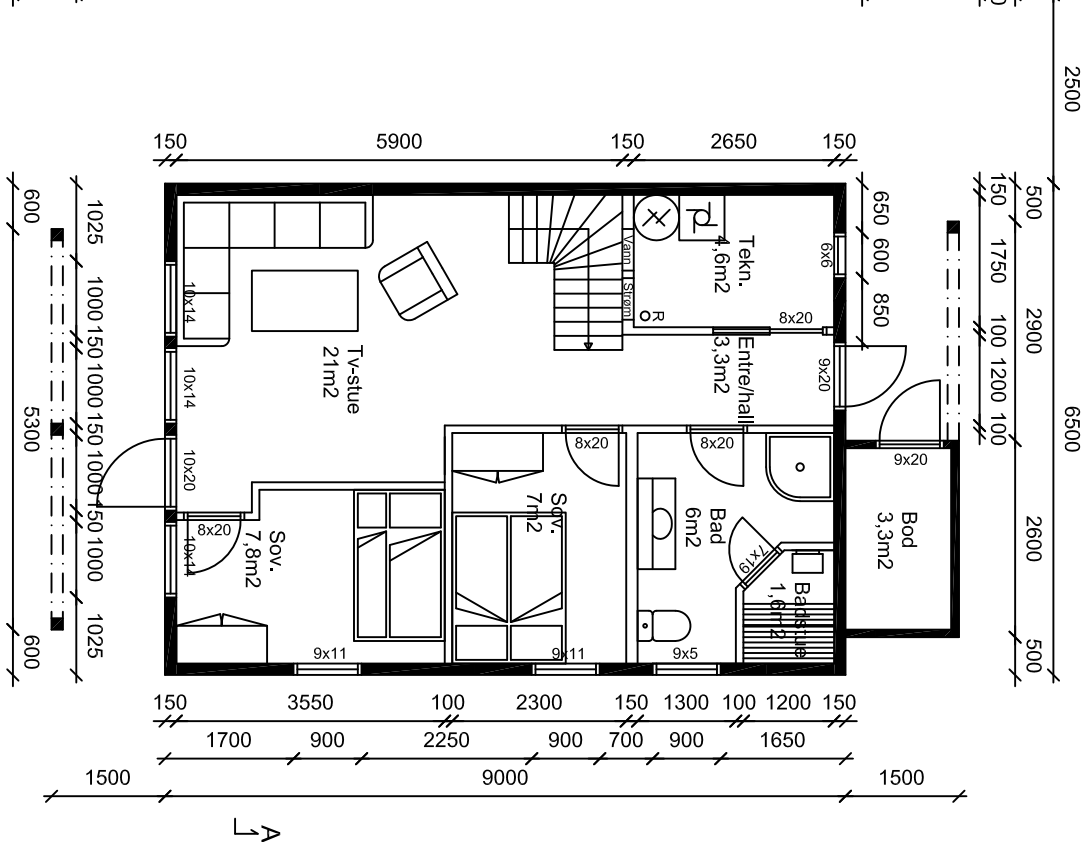 2500
150
5900
150
2650
150
600
5300
600
1025
1000
150
1000
150
1000
150
1000
1025
650
600
850
150
1750
100
1200
100
500
2900
2600
500
6500
10x14
10x14
10x20
10x14
Tv-stue
21m2
Vann
Strøm
R
Tekn.
4,6m2
6x6
8x20
Entre/hall
3,3m2
9x20
8x20
8x20
8x20
9x20
Sov.
7,8m2
Sov.
7m2
Bad
6m2
7x19
Badstue
1,6m2
Bod
3,3m2
9x11
9x11
9x5
150
3550
100
2300
150
1300
100
1200
150
1700
900
2250
900
700
900
1650
1500
9000
1500
A